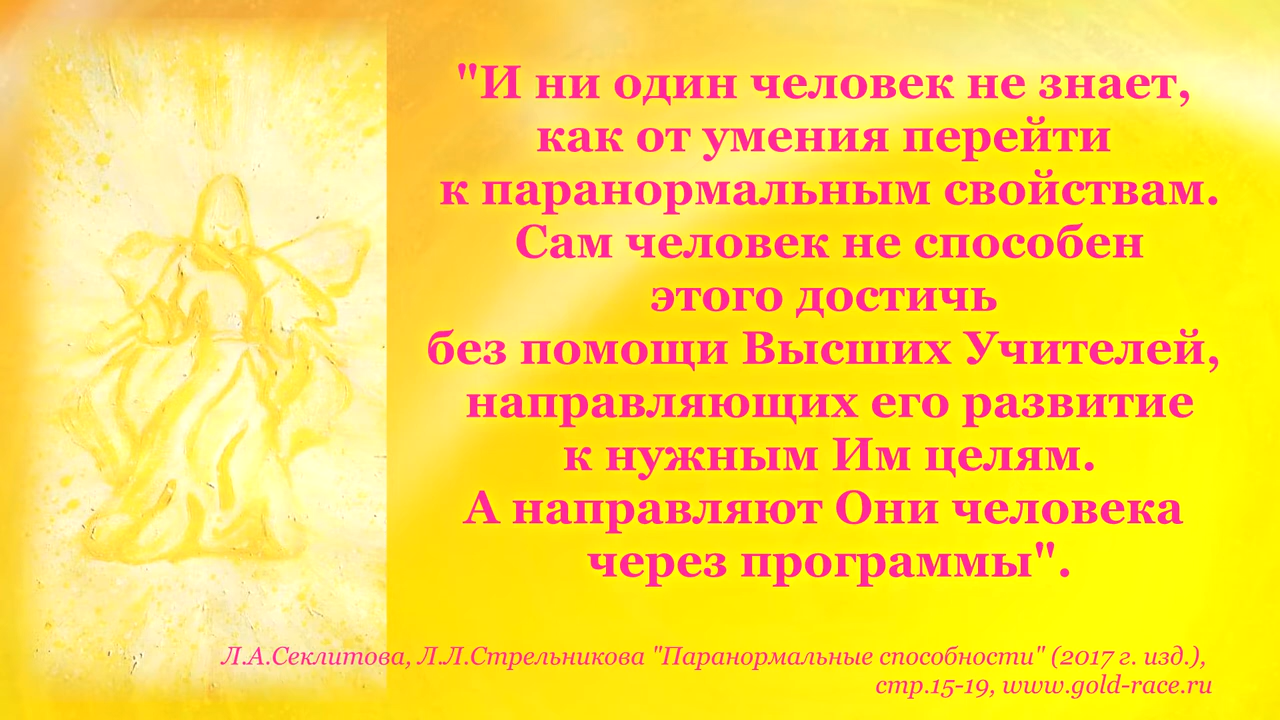 "И ни один человек не знает,
как от умения перейти
к паранормальным свойствам.
Сам человек не способен
этого достичь
без помощи Высших Учителей,
направляющих его развитие
к нужным Им целям.
А направляют Они человека
через программы".
Л.А.Секлитова, Л.Л.Стрельникова "Паранормальные способности" (2017 г. изд.),
стр.15-19, www.gold-race.ru